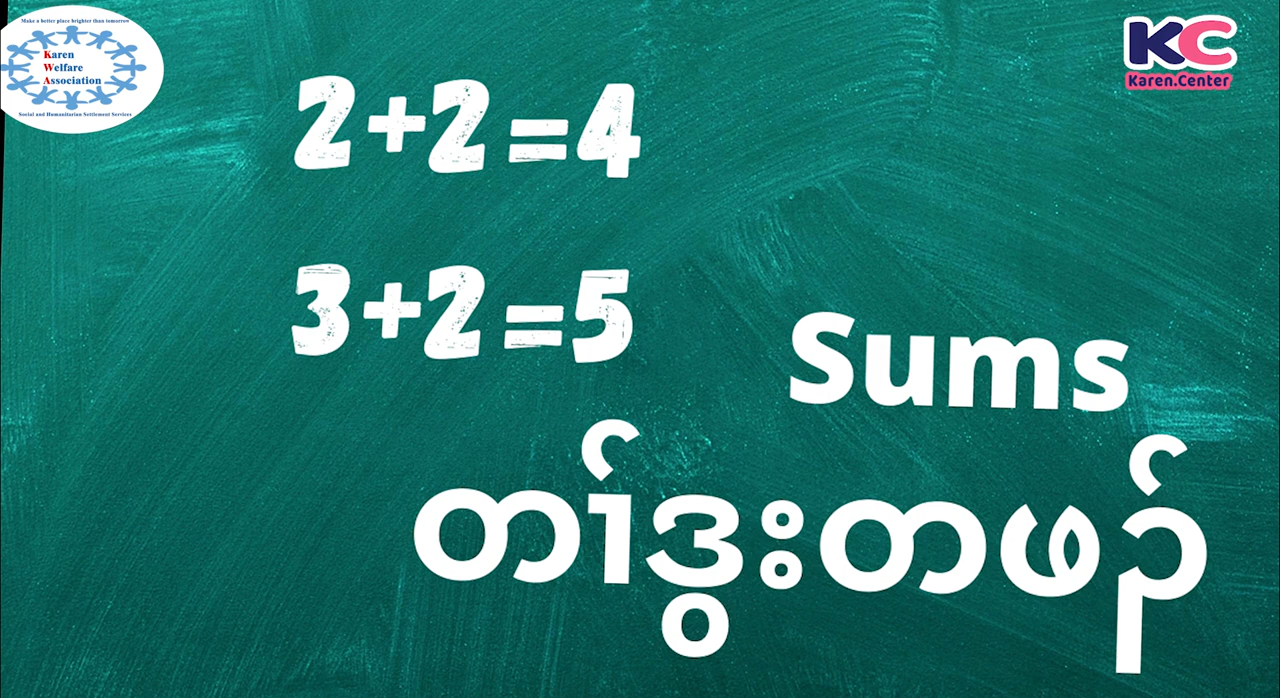 Make a better place brighter than tomorrow
Karen
Welfare
Association
Social and Humanitarian Settlement Services
KC
Karen.Center
2+2=4
3+2=5
Sums
တၢ်ဒွးတဖၣ်